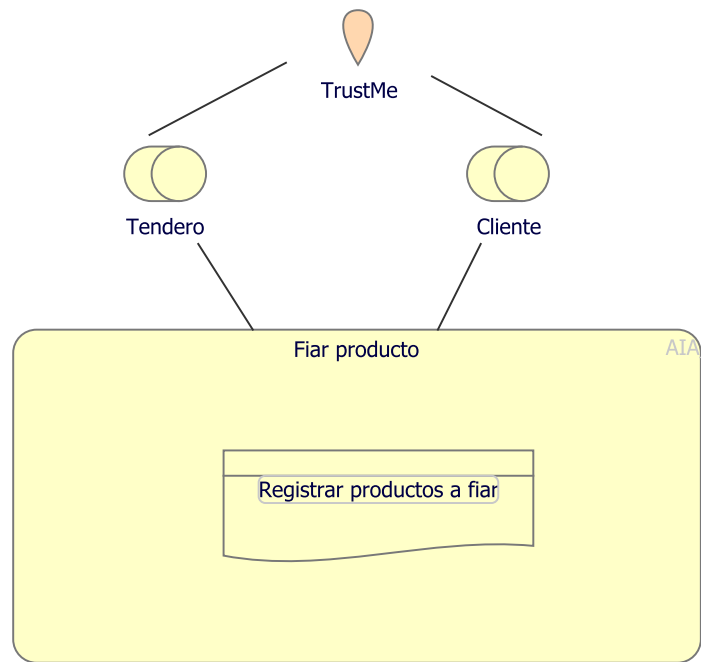 TrustMe
Tendero
Cliente
Fiar producto
AIA
Registrar productos a fiar